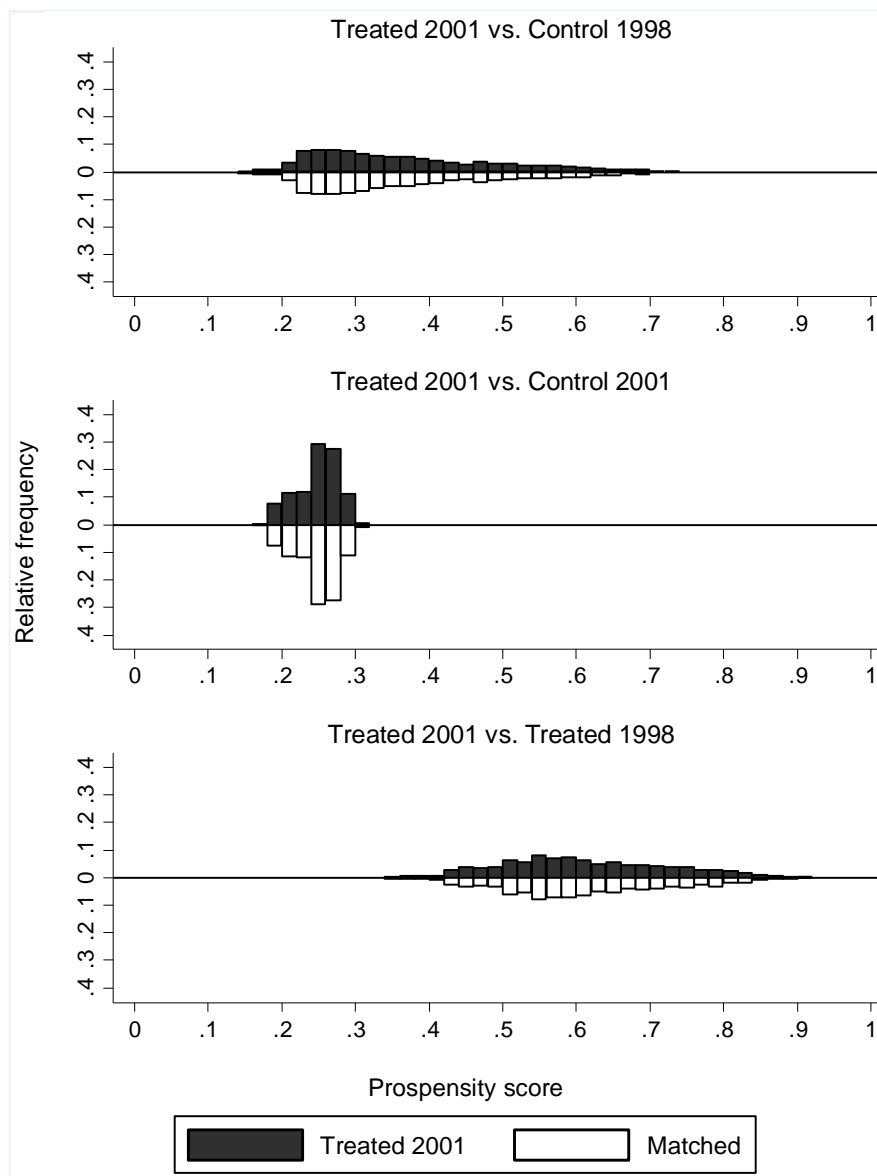 Treated 2001 vs. Control 1998
.4 .3 .2 .1 0 .1 .2 .3 .4
0 .1 .2 .3 .4 .5 .6 .7 .8 .9 1
Treated 2001 vs. Control 2001
.4 .3 .2 .1 0 .1 .2 .3 .4
0 .1 .2 .3 .4 .5 .6 .7 .8 .9 1
Relative frequency
Treated 2001 vs. Treated 1998
.4 .3 .2 .1 0 .1 .2 .3 .4
0 .1 .2 .3 .4 .5 .6 .7 .8 .9 1
Prospensity score
Treated 2001 Matched